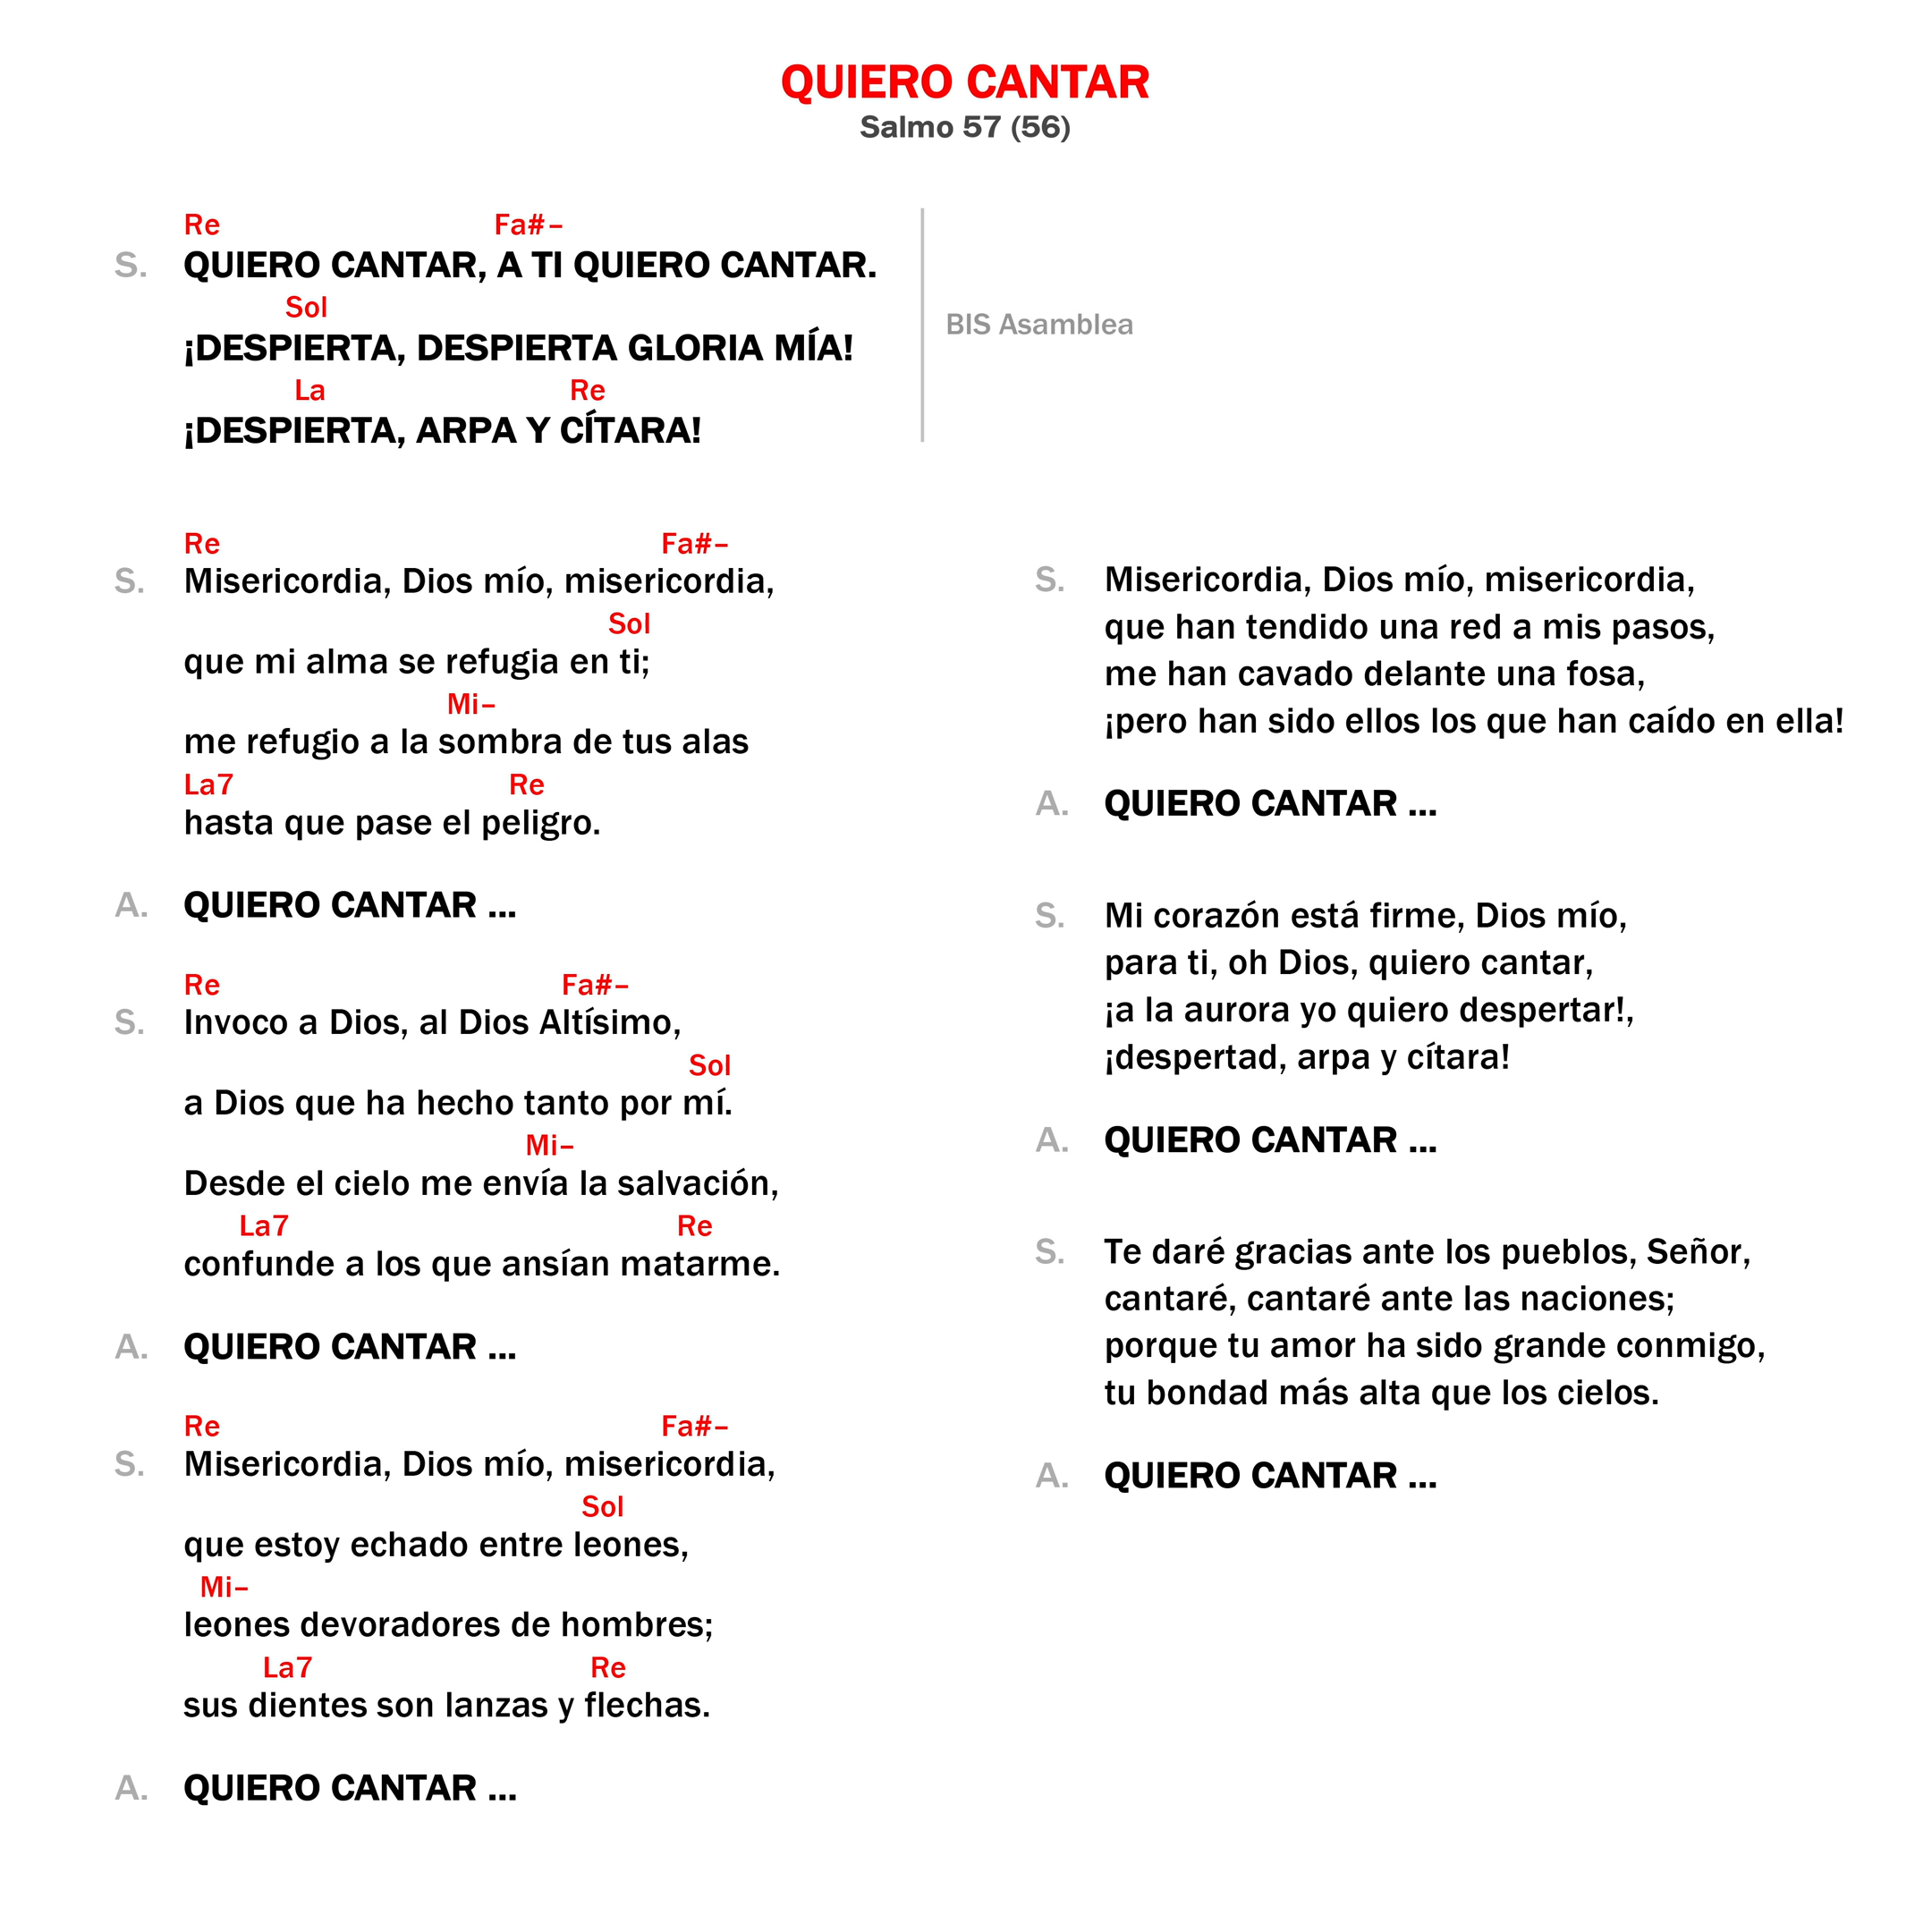 QUIERO CANTAR
Salmo 57 (56)
Re Fa#–
S. QUIERO CANTAR, A TI QUIERO CANTAR.
Sol
¡DESPIERTA, DESPIERTA GLORIA MÍA!
La Re
¡DESPIERTA, ARPA Y CÍTARA!
BIS Asamblea
Re Fa#–
S. Misericordia, Dios mío, misericordia,
Sol
que mi alma se refugia en ti;
Mi–
me refugio a la sombra de tus alas
La7 Re
hasta que pase el peligro.
A. QUIERO CANTAR ...
Re Fa#–
S. Invoco a Dios, al Dios Altísimo,
Sol
a Dios que ha hecho tanto por mí.
Mi–
Desde el cielo me envía la salvación,
La7 Re
confunde a los que ansían matarme.
A. QUIERO CANTAR ...
Re Fa#–
S. Misericordia, Dios mío, misericordia,
Sol
que estoy echado entre leones,
Mi–
leones devoradores de hombres;
La7 Re
sus dientes son lanzas y flechas.
A. QUIERO CANTAR ...
S. Misericordia, Dios mío, misericordia,
que han tendido una red a mis pasos,
me han cavado delante una fosa,
¡pero han sido ellos los que han caído en ella!
A. QUIERO CANTAR ...
S. Mi corazón está firme, Dios mío,
para ti, oh Dios, quiero cantar,
¡a la aurora yo quiero despertar!,
¡despertad, arpa y cítara!
A. QUIERO CANTAR ...
S. Te daré gracias ante los pueblos, Señor,
cantaré, cantaré ante las naciones;
porque tu amor ha sido grande conmigo,
tu bondad más alta que los cielos.
A. QUIERO CANTAR ...